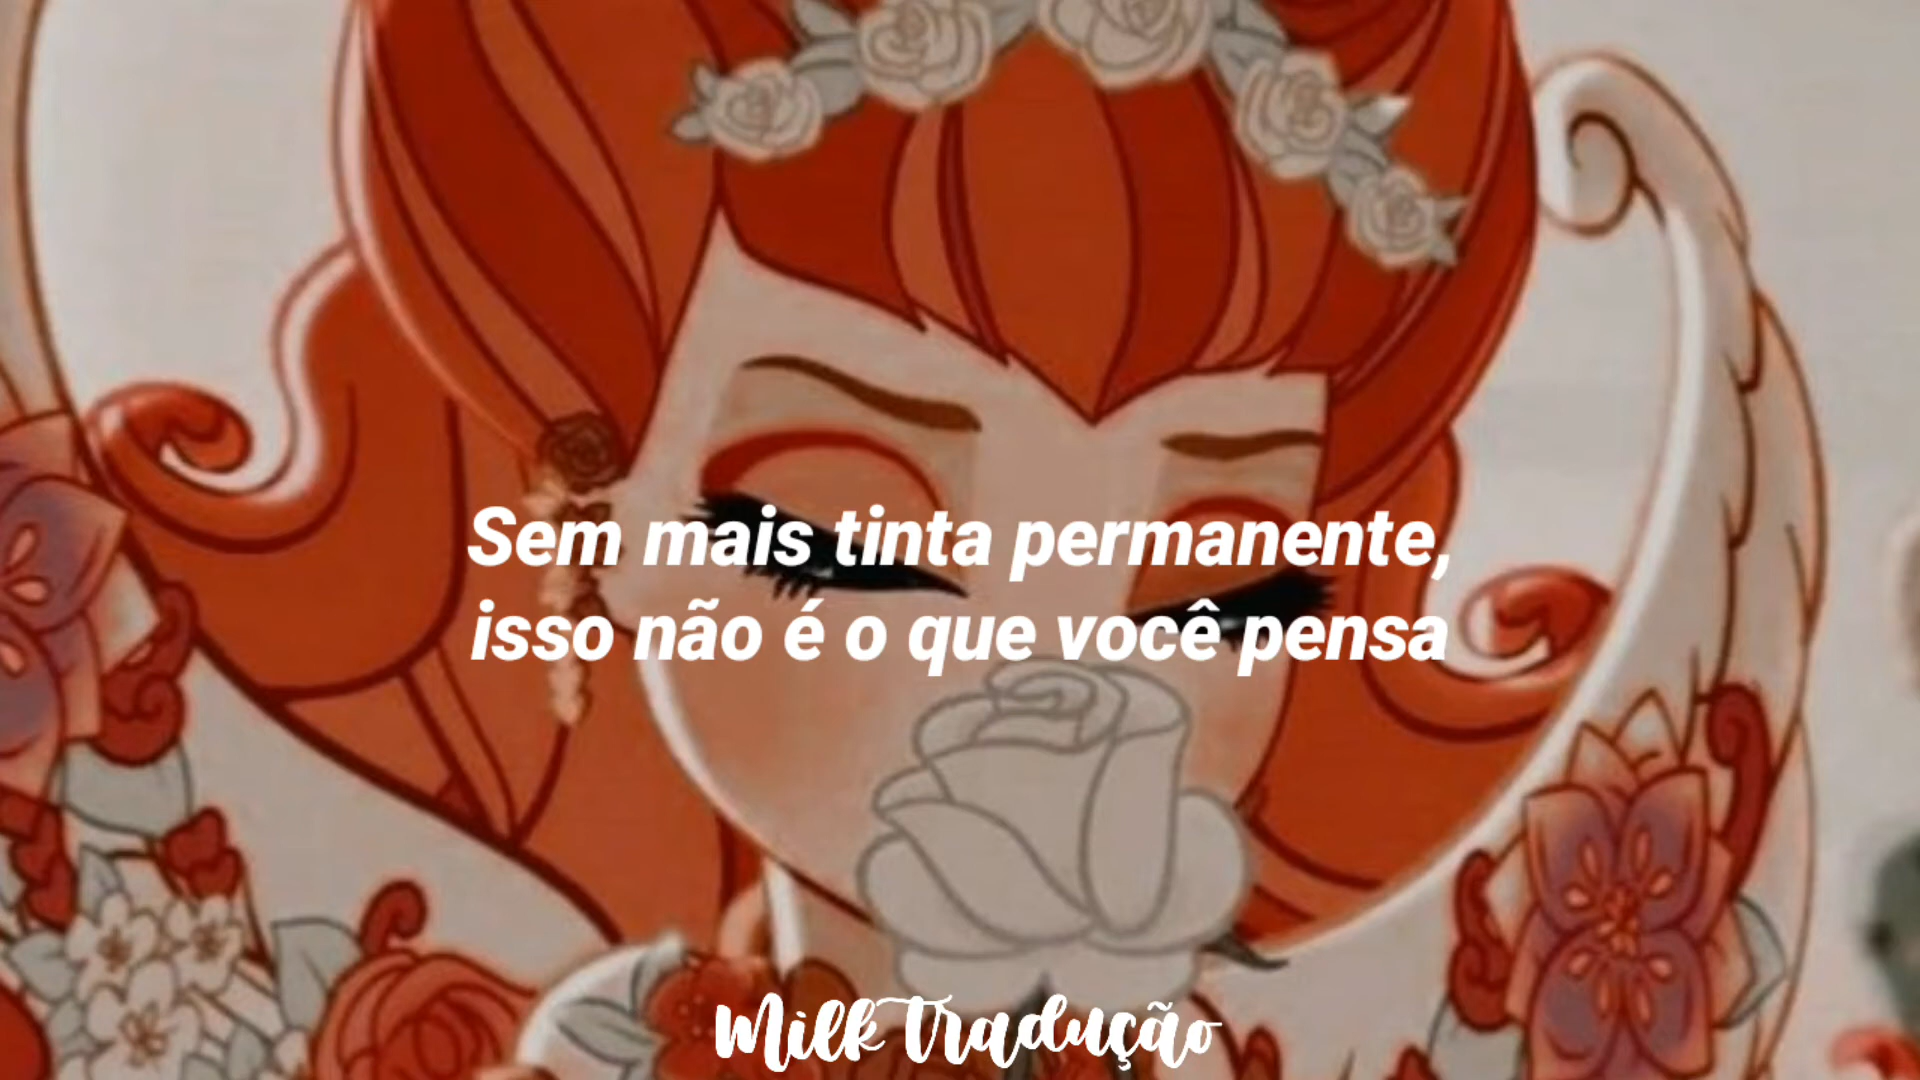 Sem mais tinta permanente,
isso não é o que você pensa
Milk Tradução